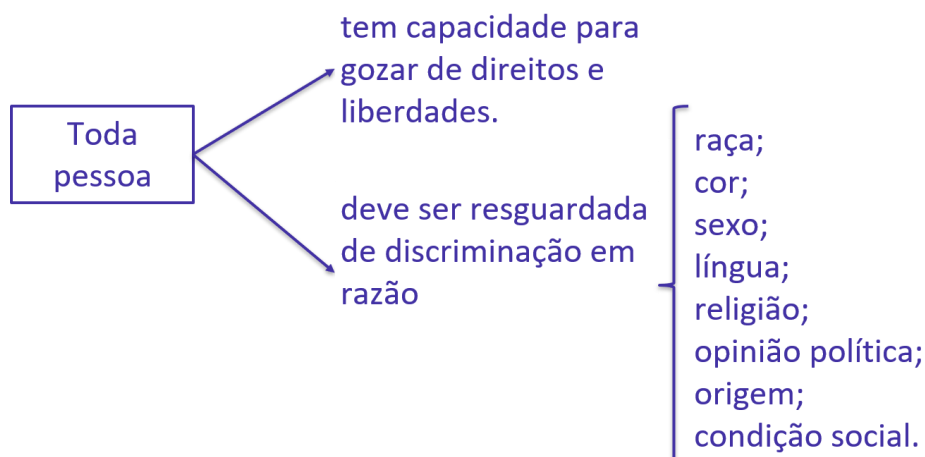 Toda
pessoa
tem capacidade para
gozar de direitos e
liberdades.
deve ser resguardada
de discriminação em
razão
raça;
cor;
sexo;
língua;
religião;
opinião política;
origem;
condição social.